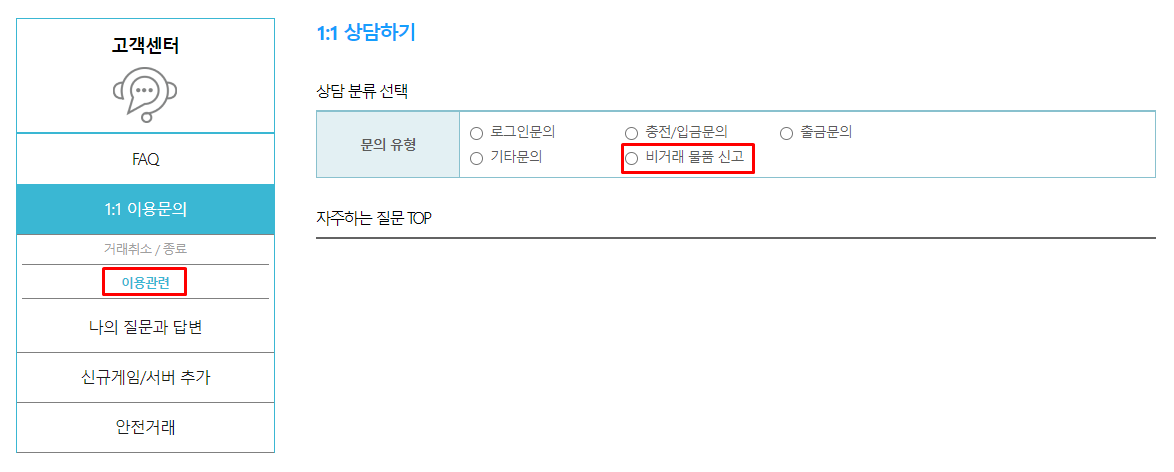 고객센터
FAQ
1:1 이용문의
거래취소 / 종료
이용관련
나의 질문과 답변
신규게임/서버 추가
안전거래
1:1 상담하기
상담 분류 선택
문의 유형
로그인문의 충전/입금문의 출금문의
기타문의 비거래 물품 신고
자주하는 질문 TOP